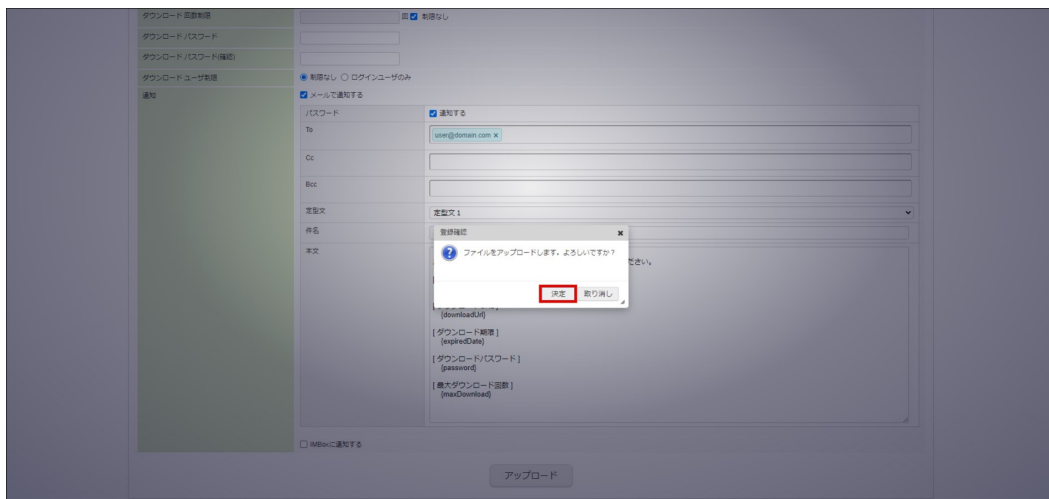 ダウンロード 回数制限
回 制限なし
ダウンロード パスワード
ダウンロード パスワード(確認)
ダウンロード ユーザ制限
制限なし ログインユーザのみ
通知
メールで通知する
パスワード
通知する
To
user@domain.com ×
Cc
Bcc
定型文
定型文 1
件名
登録確認 ×
ファイルをアップロードします。よろしいですか?
決定 取り消し
本文
ださい。
{downloadUrl}
[ ダウンロード期限 ]
{expiredDate}
[ ダウンロードパスワード ]
{password}
[ 最大ダウンロード回数 ]
{maxDownload}
IMBoxに通知する
アップロード